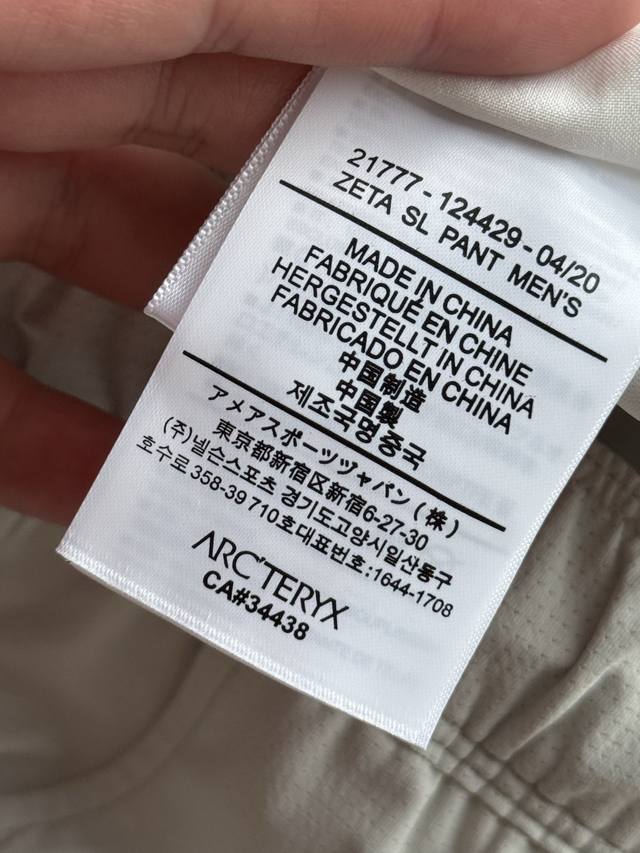 21777 - 124429 - 04/20
ZETA SL PANT MEN'S
MADE IN CHINA
FABRIQUÉ EN CHINE
HERGESTELLT IN CHINA
FABRICADO EN CHINA
中国制造
中国製
제조국명중국
アメアスポーツジャパン (株)
東京都新宿区新宿6-27-30
(주)넬슨스포츠 경기도고양시일산동구
호수로 358-39 710호대표번호:1644-1708
ARC'TERYX
CA#34438